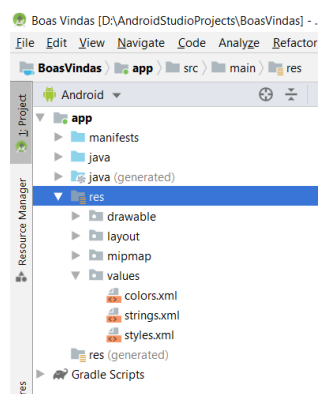 Boas Vindas [D:\AndroidStudioProjects\BoasVindas] - .
File Edit View Navigate Code Analyze Refactor
BoasVindas app src main res
Android
1: Project
app
manifests
java
java (generated)
res
Resource Manager
drawable
layout
mipmap
values
colors.xml
strings.xml
styles.xml
res (generated)
Gradle Scripts